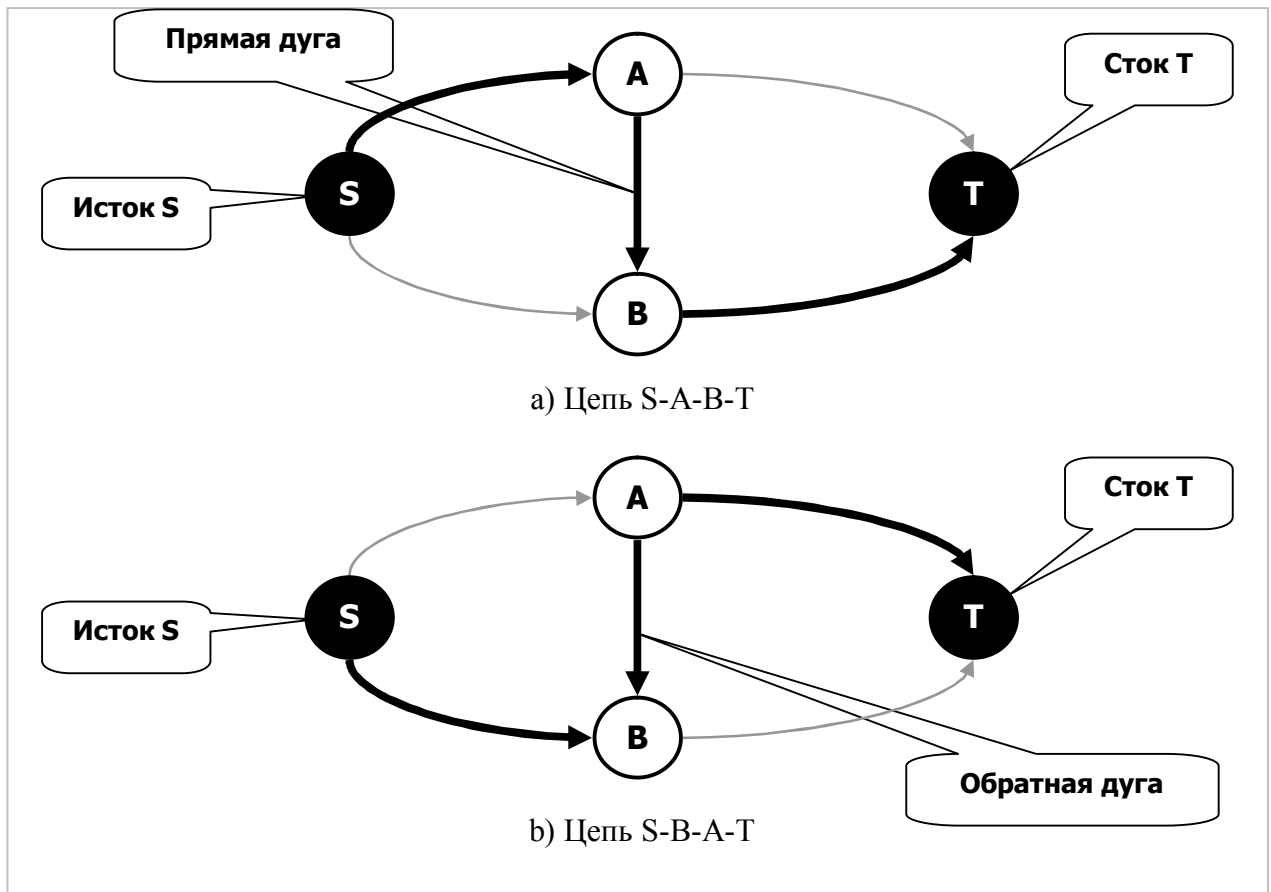 Прямая дуга
A
Сток T
Исток S
S
T
B
a) Цепь S-A-B-T
A
Сток T
Исток S
S
T
B
Обратная дуга
b) Цепь S-B-A-T